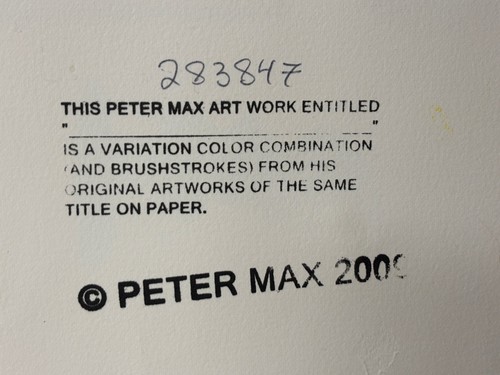 283847
THIS PETER MAX ART WORK ENTITLED
" "
IS A VARIATION COLOR COMBINATION
(AND BRUSHSTROKES) FROM HIS
ORIGINAL ARTWORKS OF THE SAME
TITLE ON PAPER.
© PETER MAX